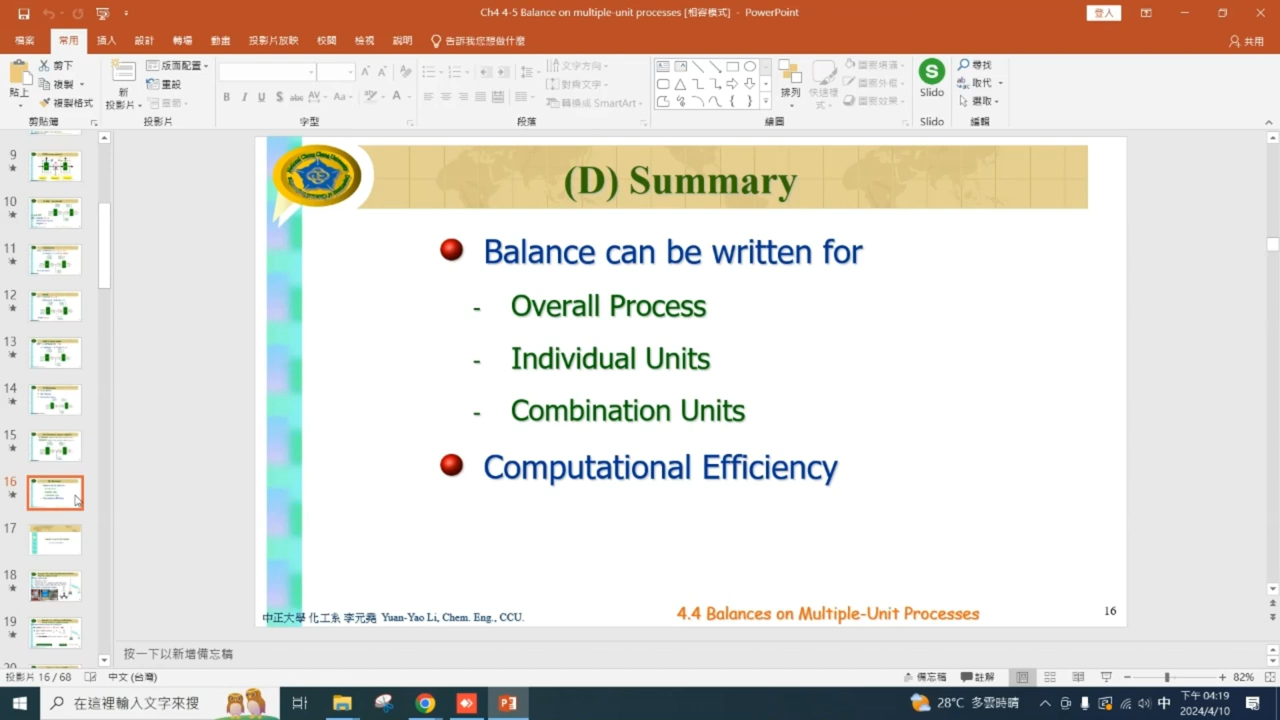 Ch4 4-5 Balance on multiple-unit processes [相容模式] - PowerPoint
登入
檔案 常用 插入 設計 轉場 動畫 投影片放映 校閱 檢視 說明 告訴我您想做什麼 共用
貼上 剪下 複製 複製格式 剪貼簿
新投影片 版面配置 重設 章節 投影片
B I U S abc AV Aa A 字型
文字方向 對齊文字 轉換成 SmartArt 段落
排列 快速樣式 圖案填滿 圖案外框 圖案效果 繪圖
Slido Slido
尋找 取代 選取 編輯
9
10
11
12
13
14
15
16
17
18
19
(D) Summary
Balance can be written for
- Overall Process
- Individual Units
- Combination Units
Computational Efficiency
中正大學 化工系 李元堯 Yuan-Yao Li, Chem. Eng., CCU.
4.4 Balances on Multiple-Unit Processes
16
按一下以新增備忘稿
投影片 16 / 68 中文 (台灣) 備忘稿 註解 82%
在這裡輸入文字來搜 28°C 多雲時晴 中 下午 04:19
2024/4/10